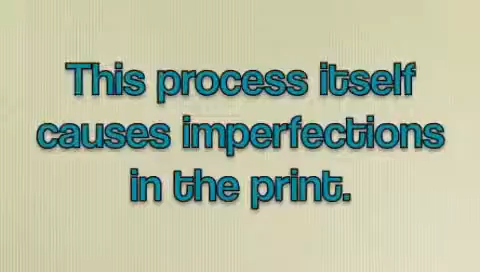 This process itself
causes imperfections
in the print.